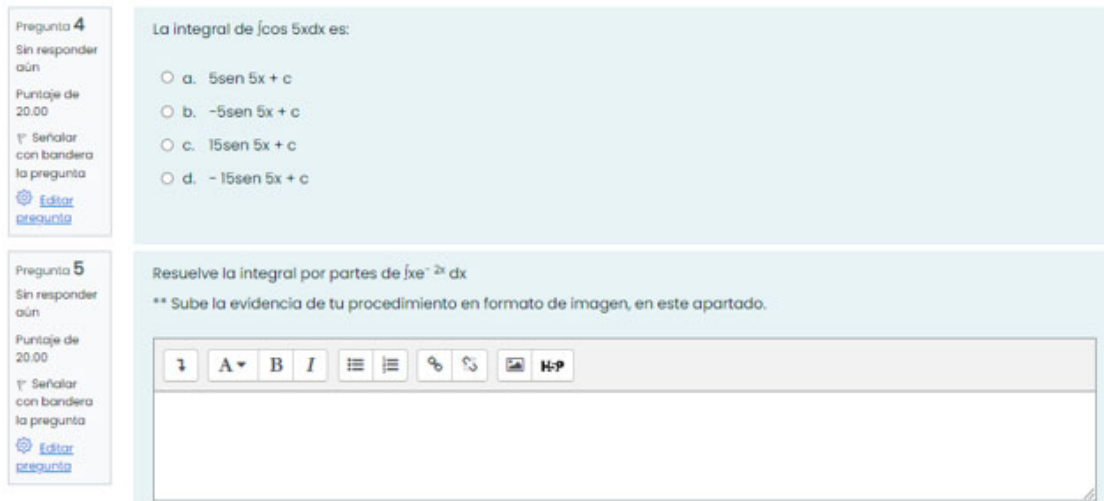 Pregunta 4
Sin responder
aún
Puntaje de
20.00
Señalar
con bandera
la pregunta
Editar
pregunta
La integral de ∫cos 5xdx es:
a. 5sen 5x + c
b. -5sen 5x + c
c. 15sen 5x + c
d. - 15sen 5x + c
Pregunta 5
Sin responder
aún
Puntaje de
20.00
Señalar
con bandera
la pregunta
Editar
pregunta
Resuelve la integral por partes de ∫xe⁻ ²ˣ dx
** Sube la evidencia de tu procedimiento en formato de imagen, en este apartado.
A B I H-P